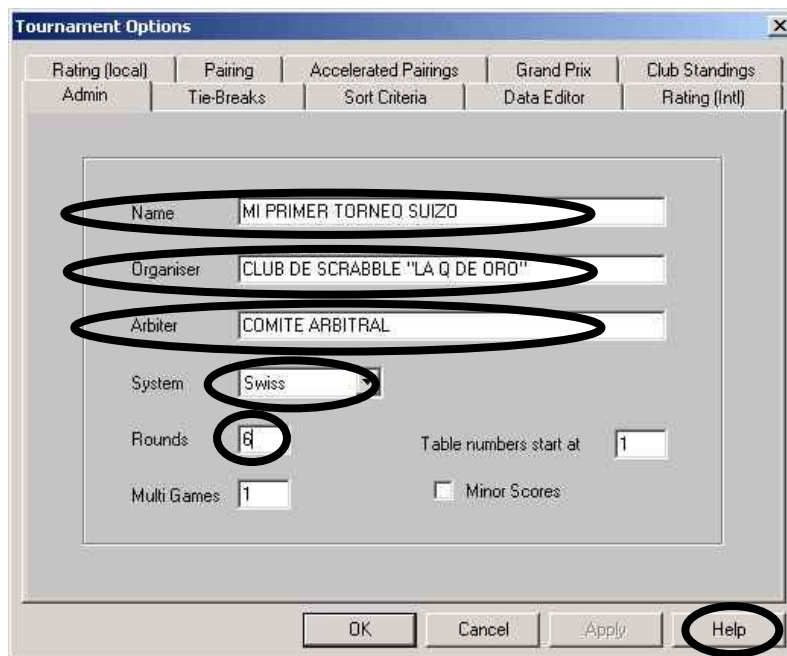 Tournament Options
Rating (local) Pairing Accelerated Pairings Grand Prix Club Standings
Admin Tie-Breaks Sort Criteria Data Editor Rating (Intl)
Name MI PRIMER TORNEO SUIZO
Organiser CLUB DE SCRABBLE "LA Q DE ORO"
Arbiter COMITE ARBITRAL
System Swiss
Rounds 6 Table numbers start at 1
Multi Games 1 Minor Scores
OK Cancel Apply Help